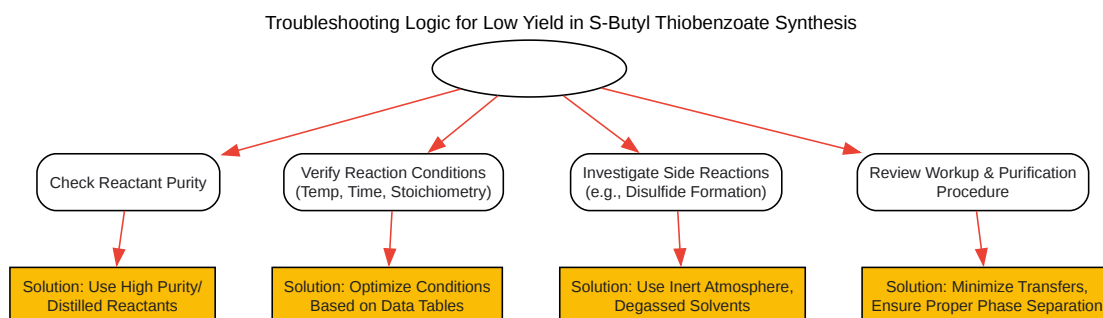 Troubleshooting Logic for Low Yield in S-Butyl Thiobenzoate Synthesis
Check Reactant Purity
Verify Reaction Conditions
(Temp, Time, Stoichiometry)
Investigate Side Reactions
(e.g., Disulfide Formation)
Review Workup & Purification
Procedure
Solution: Use High Purity/
Distilled Reactants
Solution: Optimize Conditions
Based on Data Tables
Solution: Use Inert Atmosphere,
Degassed Solvents
Solution: Minimize Transfers,
Ensure Proper Phase Separation